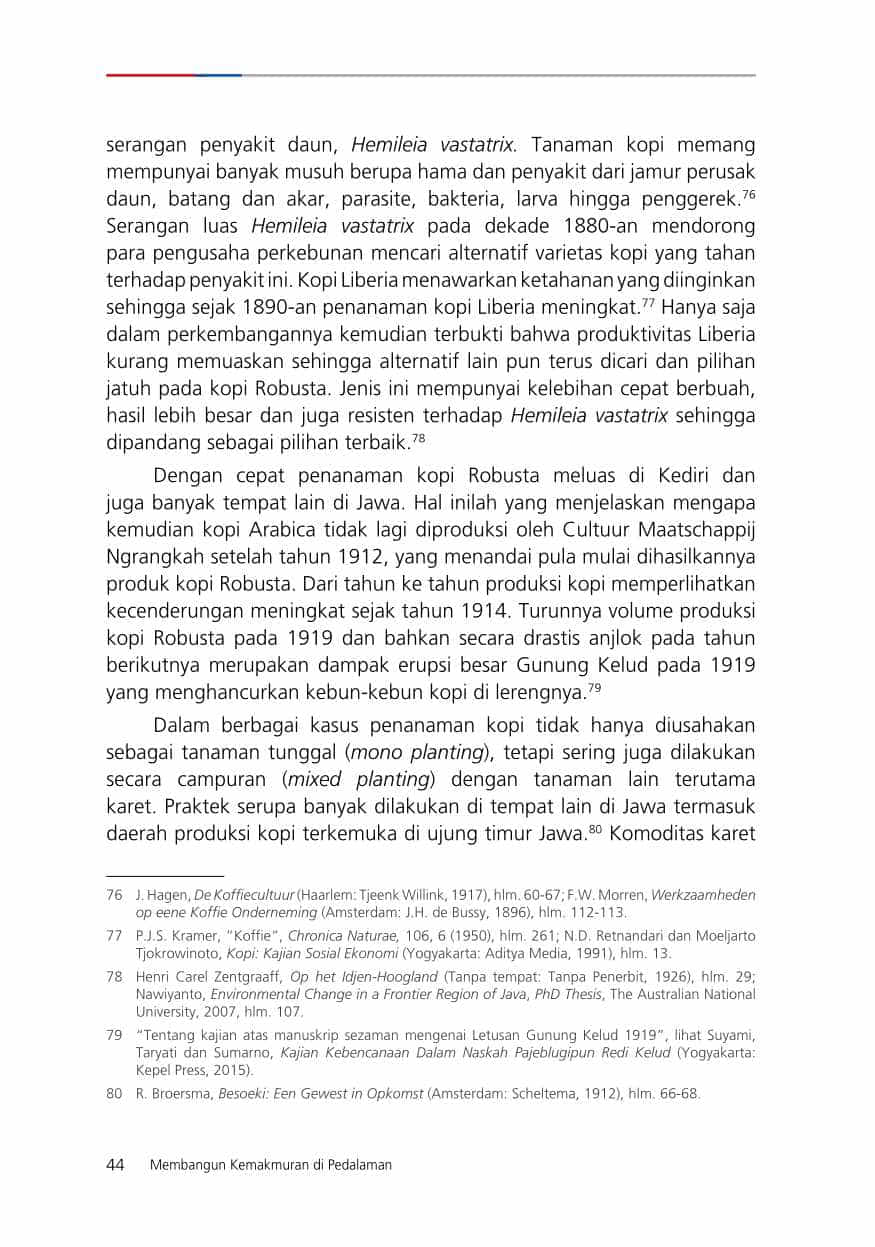 serangan penyakit daun, Hemileia vastatrix. Tanaman kopi memang
mempunyai banyak musuh berupa hama dan penyakit dari jamur perusak
daun, batang dan akar, parasite, bakteria, larva hingga penggerek.76
Serangan luas Hemileia vastatrix pada dekade 1880-an mendorong
para pengusaha perkebunan mencari alternatif varietas kopi yang tahan
terhadap penyakit ini. Kopi Liberia menawarkan ketahanan yang diinginkan
sehingga sejak 1890-an penanaman kopi Liberia meningkat.77 Hanya saja
dalam perkembangannya kemudian terbukti bahwa produktivitas Liberia
kurang memuaskan sehingga alternatif lain pun terus dicari dan pilihan
jatuh pada kopi Robusta. Jenis ini mempunyai kelebihan cepat berbuah,
hasil lebih besar dan juga resisten terhadap Hemileia vastatrix sehingga
dipandang sebagai pilihan terbaik.78
Dengan cepat penanaman kopi Robusta meluas di Kediri dan
juga banyak tempat lain di Jawa. Hal inilah yang menjelaskan mengapa
kemudian kopi Arabica tidak lagi diproduksi oleh Cultuur Maatschappij
Ngrangkah setelah tahun 1912, yang menandai pula mulai dihasilkannya
produk kopi Robusta. Dari tahun ke tahun produksi kopi memperlihatkan
kecenderungan meningkat sejak tahun 1914. Turunnya volume produksi
kopi Robusta pada 1919 dan bahkan secara drastis anjlok pada tahun
berikutnya merupakan dampak erupsi besar Gunung Kelud pada 1919
yang menghancurkan kebun-kebun kopi di lerengnya.79
Dalam berbagai kasus penanaman kopi tidak hanya diusahakan
sebagai tanaman tunggal (mono planting), tetapi sering juga dilakukan
secara campuran (mixed planting) dengan tanaman lain terutama
karet. Praktek serupa banyak dilakukan di tempat lain di Jawa termasuk
daerah produksi kopi terkemuka di ujung timur Jawa.80 Komoditas karet
76 J. Hagen, De Koffiecultuur (Haarlem: Tjeenk Willink, 1917), hlm. 60-67; F.W. Morren, Werkzaamheden
op eene Koffie Onderneming (Amsterdam: J.H. de Bussy, 1896), hlm. 112-113.
77 P.J.S. Kramer, "Koffie", Chronica Naturae, 106, 6 (1950), hlm. 261; N.D. Retnandari dan Moeljarto
Tjokrowinoto, Kopi: Kajian Sosial Ekonomi (Yogyakarta: Aditya Media, 1991), hlm. 13.
78 Henri Carel Zentgraaff, Op het Idjen-Hoogland (Tanpa tempat: Tanpa Penerbit, 1926), hlm. 29;
Nawiyanto, Environmental Change in a Frontier Region of Java, PhD Thesis, The Australian National
University, 2007, hlm. 107.
79 "Tentang kajian atas manuskrip sezaman mengenai Letusan Gunung Kelud 1919", lihat Suyami,
Taryati dan Sumarno, Kajian Kebencanaan Dalam Naskah Pajeblugipun Redi Kelud (Yogyakarta:
Kepel Press, 2015).
80 R. Broersma, Besoeki: Een Gewest in Opkomst (Amsterdam: Scheltema, 1912), hlm. 66-68.
44 Membangun Kemakmuran di Pedalaman